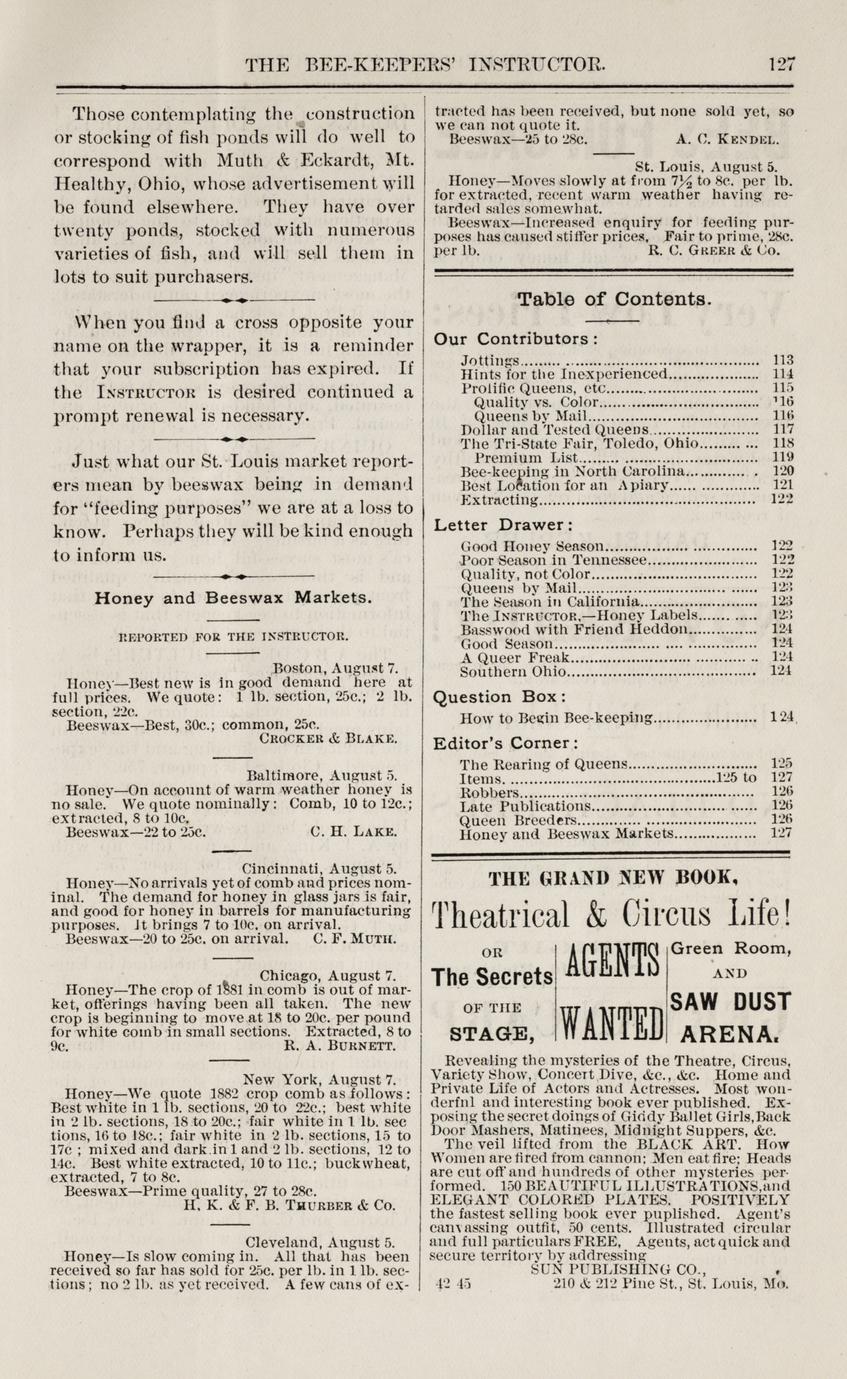 THE BEE-KEEPERS' INSTRUCTOR. 127
Those contemplating the construction
or stocking of fish ponds will do well to
correspond with Muth & Eckardt, Mt.
Healthy, Ohio, whose advertisement will
be found elsewhere. They have over
twenty ponds, stocked with numerous
varieties of fish, and will sell them in
lots to suit purchasers.
When you find a cross opposite your
name on the wrapper, it is a reminder
that your subscription has expired. If
the INSTRUCTOR is desired continued a
prompt renewal is necessary.
Just what our St. Louis market report-
ers mean by beeswax being in demand
for "feeding purposes" we are at a loss to
know. Perhaps they will be kind enough
to inform us.
Honey and Beeswax Markets.
REPORTED FOR THE INSTRUCTOR.
Boston, August 7.
Honey—Best new is in good demand here at
full prices. We quote: 1 lb. section, 25c.; 2 lb.
section, 22c.
Beeswax—Best, 30c.; common, 25c.
CROCKER & BLAKE.
Baltimore, August 5.
Honey—On account of warm weather honey is
no sale. We quote nominally: Comb, 10 to 12c.;
extracted, 8 to 10c.
Beeswax—22 to 25c. C. H. LAKE.
Cincinnati, August 5.
Honey—No arrivals yet of comb and prices nom-
inal. The demand for honey in glass jars is fair,
and good for honey in barrels for manufacturing
purposes. It brings 7 to 10c. on arrival.
Beeswax—20 to 25c. on arrival. C. F. MUTH.
Chicago, August 7.
Honey—The crop of 1881 in comb is out of mar-
ket, offerings having been all taken. The new
crop is beginning to move at 18 to 20c. per pound
for white comb in small sections. Extracted, 8 to
9c. R. A. BURNETT.
New York, August 7.
Honey—We quote 1882 crop comb as follows:
Best white in 1 lb. sections, 20 to 22c.; best white
in 2 lb. sections, 18 to 20c.; fair white in 1 lb. sec
tions, 16 to 18c.; fair white in 2 lb. sections, 15 to
17c; mixed and dark in 1 and 2 lb. sections, 12 to
14c. Best white extracted, 10 to 11c.; buckwheat,
extracted, 7 to 8c.
Beeswax—Prime quality, 27 to 28c.
H. K. & F. B. THURBER & Co.
Cleveland, August 5.
Honey—Is slow coming in. All that has been
received so far has sold for 25c. per lb. in 1 lb. sec-
tions; no 2 lb. as yet received. A few cans of ex-
tracted has been received, but none sold yet, so
we can not quote it.
Beeswax—25 to 28c. A. C. KENDEL.
St. Louis, August 5.
Honey—Moves slowly at from 7½ to 8c. per lb.
for extracted, recent warm weather having re-
tarded sales somewhat.
Beeswax—Increased enquiry for feeding pur-
poses has caused stiffer prices. Fair to prime, 28c.
per lb. R. C. GREER & Co.
Table of Contents.
Our Contributors:
Jottings................ 113
Hints for the Inexperienced................ 114
Prolific Queens, etc................ 115
Quality vs. Color................ 116
Queens by Mail................ 116
Dollar and Tested Queens................ 117
The Tri-State Fair, Toledo, Ohio................ 118
Premium List................ 119
Bee-keeping in North Carolina................ 120
Best Location for an Apiary................ 121
Extracting................ 122
Letter Drawer:
Good Honey Season................ 122
Poor Season in Tennessee................ 122
Quality, not Color................ 122
Queens by Mail................ 123
The Season in California................ 123
The INSTRUCTOR,—Honey Labels................ 123
Basswood with Friend Heddon................ 124
Good Season................ 124
A Queer Freak................ 124
Southern Ohio................ 124
Question Box:
How to Begin Bee-keeping................ 124
Editor's Corner:
The Rearing of Queens................ 125
Items................ 125 to 127
Robbers................ 126
Late Publications................ 126
Queen Breeders................ 126
Honey and Beeswax Markets................ 127
THE GRAND NEW BOOK,
Theatrical & Circus Life!
OR
The Secrets
OF THE
STAGE,
AGENTS
WANTED
Green Room,
AND
SAW DUST
ARENA.
Revealing the mysteries of the Theatre, Circus,
Variety Show, Concert Dive, &c., &c. Home and
Private Life of Actors and Actresses. Most won-
derful and interesting book ever published. Ex-
posing the secret doings of Giddy Ballet Girls, Back
Door Mashers, Matinees, Midnight Suppers, &c.
The veil lifted from the BLACK ART. How
Women are fired from cannon; Men eat fire; Heads
are cut off and hundreds of other mysteries per-
formed. 150 BEAUTIFUL ILLUSTRATIONS, and
ELEGANT COLORED PLATES. POSITIVELY
the fastest selling book ever puplished. Agent's
canvassing outfit, 50 cents. Illustrated circular
and full particulars FREE, Agents, act quick and
secure territory by addressing
SUN PUBLISHING CO.,
42 45 210 & 212 Pine St., St. Louis, Mo.